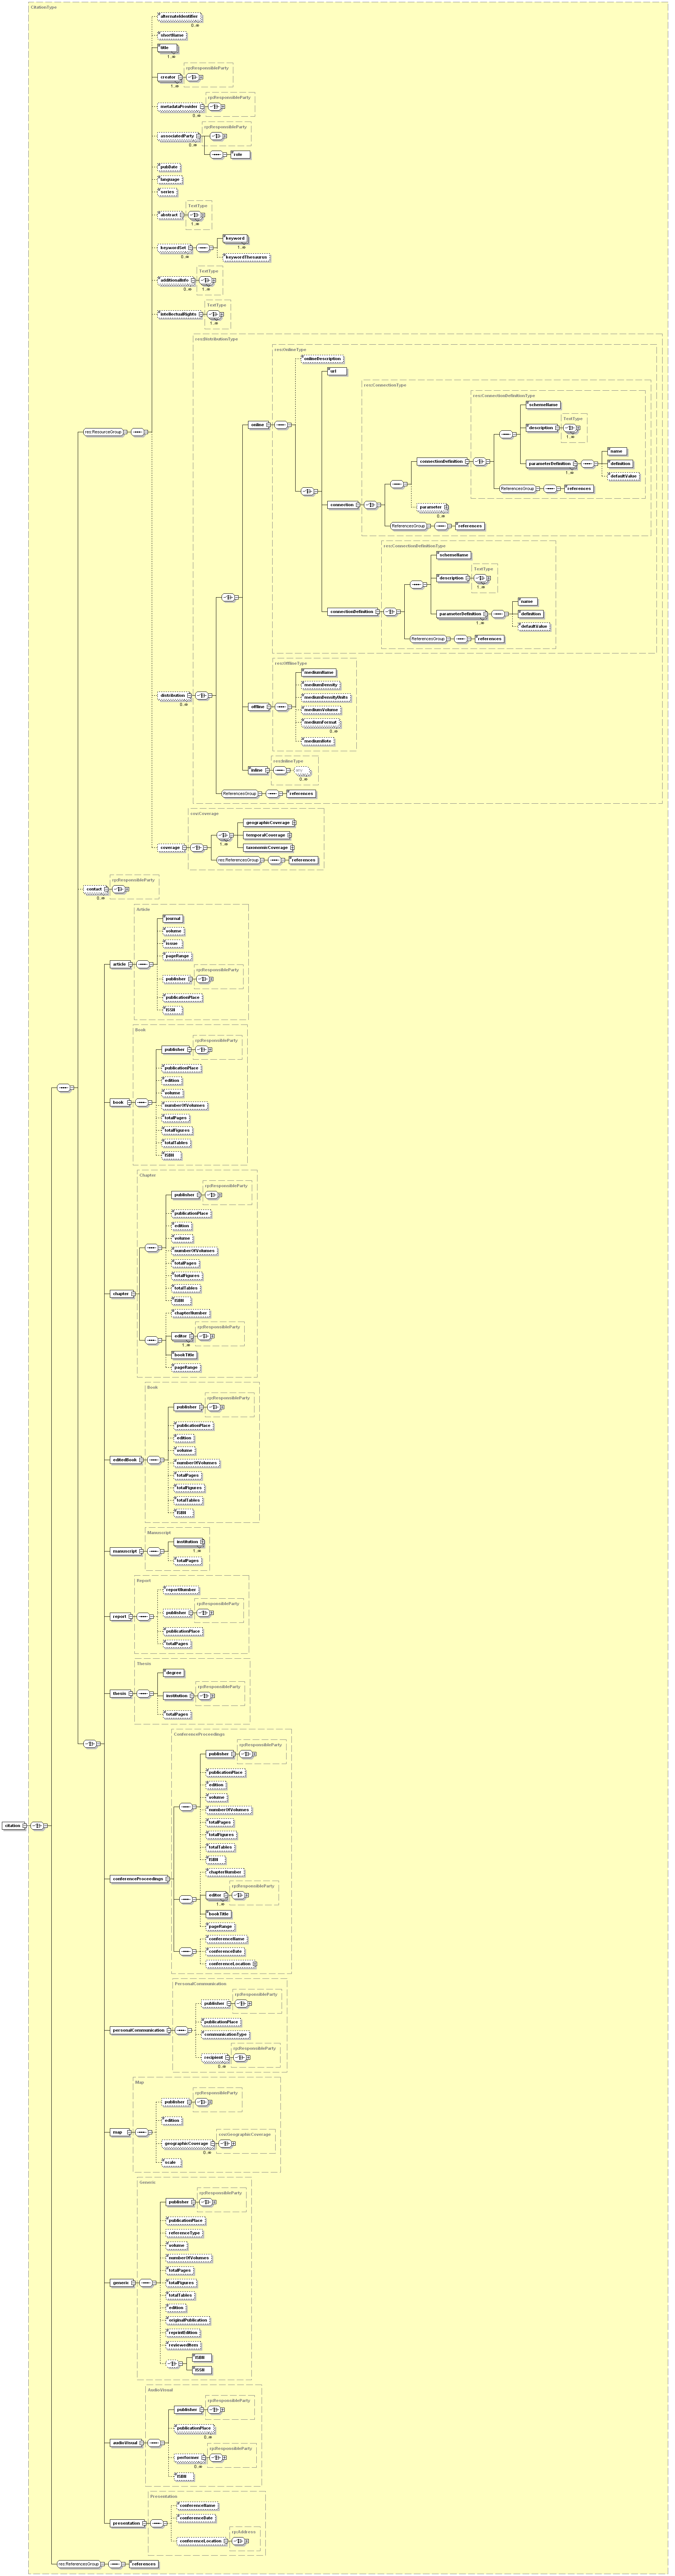 CitationType
alternateIdentifier
0..∞
shortName
title
1..∞
rp:ResponsibleParty
creator
1..∞
rp:ResponsibleParty
metadataProvider
0..∞
rp:ResponsibleParty
associatedParty
0..∞
role
pubDate
language
series
TextType
abstract
1..∞
keyword
keywordSet
1..∞
0..∞
keywordThesaurus
TextType
additionalInfo
0..∞
1..∞
TextType
intellectualRights
1..∞
res:DistributionType
res:OnlineType
onlineDescription
url
res:ConnectionType
res:ConnectionDefinitionType
schemeName
TextType
online
description
res:ResourceGroup
1..∞
name
connectionDefinition
parameterDefinition
definition
1..∞
defaultValue
ReferencesGroup
references
connection
parameter
0..∞
ReferencesGroup
references
res:ConnectionDefinitionType
schemeName
TextType
description
1..∞
name
connectionDefinition
parameterDefinition
definition
1..∞
defaultValue
ReferencesGroup
references
res:OfflineType
mediumName
mediumDensity
distribution
mediumDensityUnits
0..∞
offline
mediumVolume
mediumFormat
0..∞
mediumNote
res:InlineType
inline
any
0..∞
ReferencesGroup
references
cov:Coverage
geographicCoverage
temporalCoverage
1..∞
coverage
taxonomicCoverage
res:ReferencesGroup
references
rp:ResponsibleParty
contact
0..∞
Article
journal
volume
issue
pageRange
article
rp:ResponsibleParty
publisher
publicationPlace
ISSN
Book
rp:ResponsibleParty
publisher
publicationPlace
edition
volume
book
numberOfVolumes
totalPages
totalFigures
totalTables
ISBN
Chapter
rp:ResponsibleParty
publisher
publicationPlace
edition
volume
numberOfVolumes
totalPages
totalFigures
totalTables
chapter
ISBN
chapterNumber
rp:ResponsibleParty
editor
1..∞
bookTitle
pageRange
Book
rp:ResponsibleParty
publisher
publicationPlace
edition
volume
editedBook
numberOfVolumes
totalPages
totalFigures
totalTables
ISBN
Manuscript
institution
manuscript
1..∞
totalPages
Report
reportNumber
rp:ResponsibleParty
report
publisher
publicationPlace
totalPages
Thesis
degree
rp:ResponsibleParty
thesis
institution
totalPages
ConferenceProceedings
rp:ResponsibleParty
publisher
publicationPlace
edition
volume
numberOfVolumes
totalPages
citation
totalFigures
totalTables
ISBN
chapterNumber
conferenceProceedings
rp:ResponsibleParty
editor
1..∞
bookTitle
pageRange
conferenceName
conferenceDate
conferenceLocation
PersonalCommunication
rp:ResponsibleParty
publisher
publicationPlace
personalCommunication
communicationType
rp:ResponsibleParty
recipient
0..∞
Map
rp:ResponsibleParty
publisher
edition
map
cov:GeographicCoverage
geographicCoverage
0..∞
scale
Generic
rp:ResponsibleParty
publisher
publicationPlace
referenceType
volume
numberOfVolumes
totalPages
generic
totalFigures
totalTables
edition
originalPublication
reprintEdition
reviewedItem
ISBN
ISSN
AudioVisual
rp:ResponsibleParty
publisher
publicationPlace
0..∞
audioVisual
rp:ResponsibleParty
performer
0..∞
ISBN
Presentation
conferenceName
conferenceDate
presentation
rp:Address
conferenceLocation
res:ReferencesGroup
references